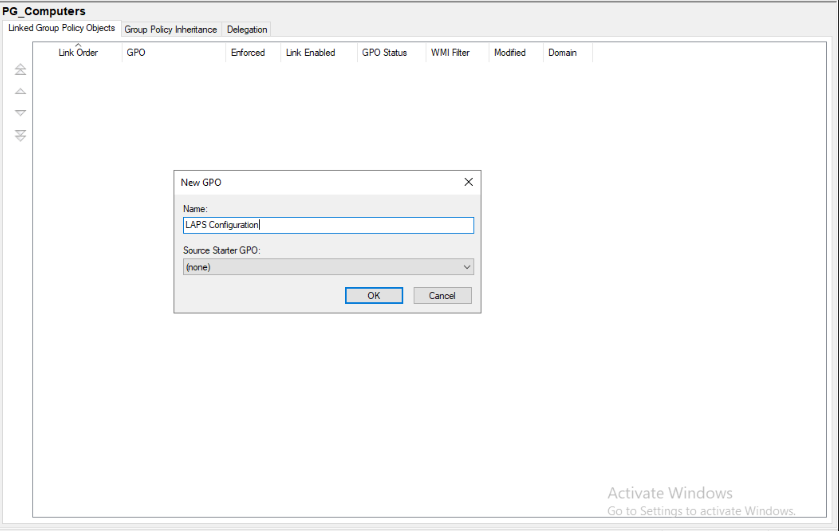 PG_Computers
Linked Group Policy Objects Group Policy Inheritance Delegation
Link Order GPO Enforced Link Enabled GPO Status WMI Filter Modified Domain
New GPO
Name:
LAPS Configuration
Source Starter GPO:
(none)
OK Cancel
Activate Windows
Go to Settings to activate Windows.